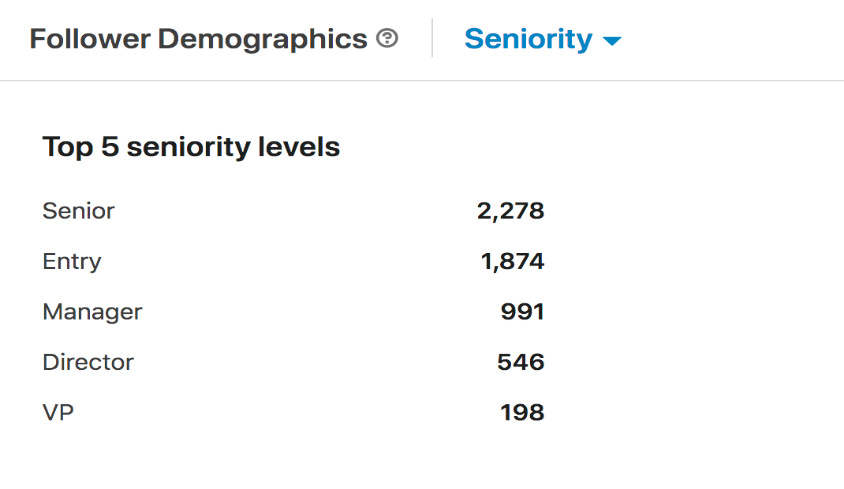 Follower Demographics Seniority
Top 5 seniority levels
Senior 2,278
Entry 1,874
Manager 991
Director 546
VP 198